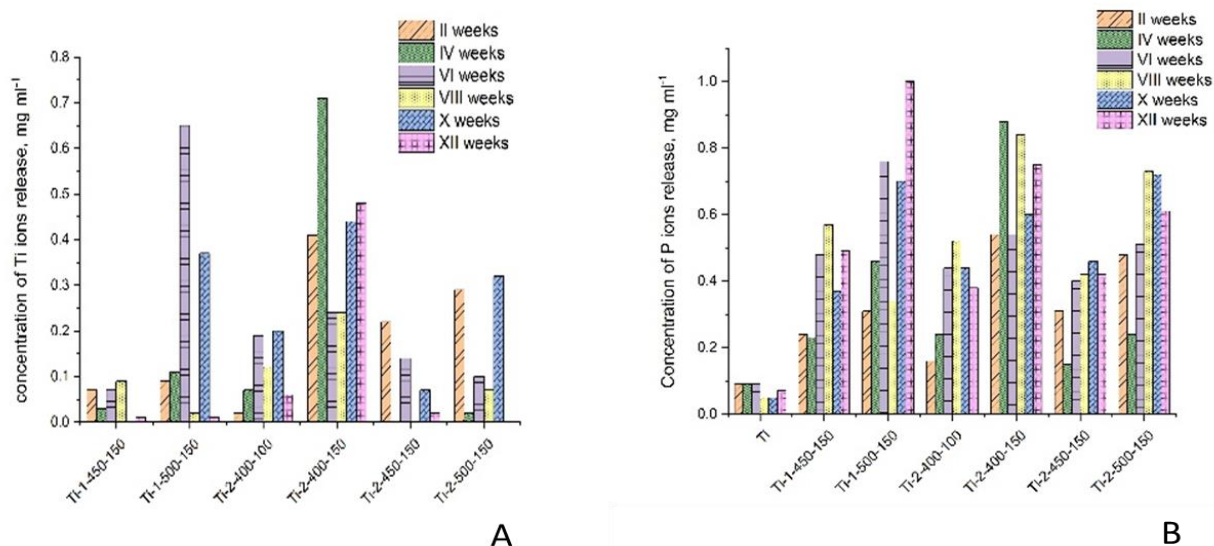 II weeks
IV weeks
VI weeks
VIII weeks
X weeks
XII weeks
0.8
0.7
0.6
0.5
0.4
0.3
0.2
0.1
0.0
concentration of Ti ions release, mg ml⁻¹
Ti-1-450-150
Ti-1-500-150
Ti-2-400-100
Ti-2-400-150
Ti-2-450-150
Ti-2-500-150
A
II weeks
IV weeks
VI weeks
VIII weeks
X weeks
XII weeks
1.0
0.8
0.6
0.4
0.2
0.0
Concentration of P ions release, mg ml⁻¹
Ti
Ti-1-450-150
Ti-1-500-150
Ti-2-400-100
Ti-2-400-150
Ti-2-450-150
Ti-2-500-150
B